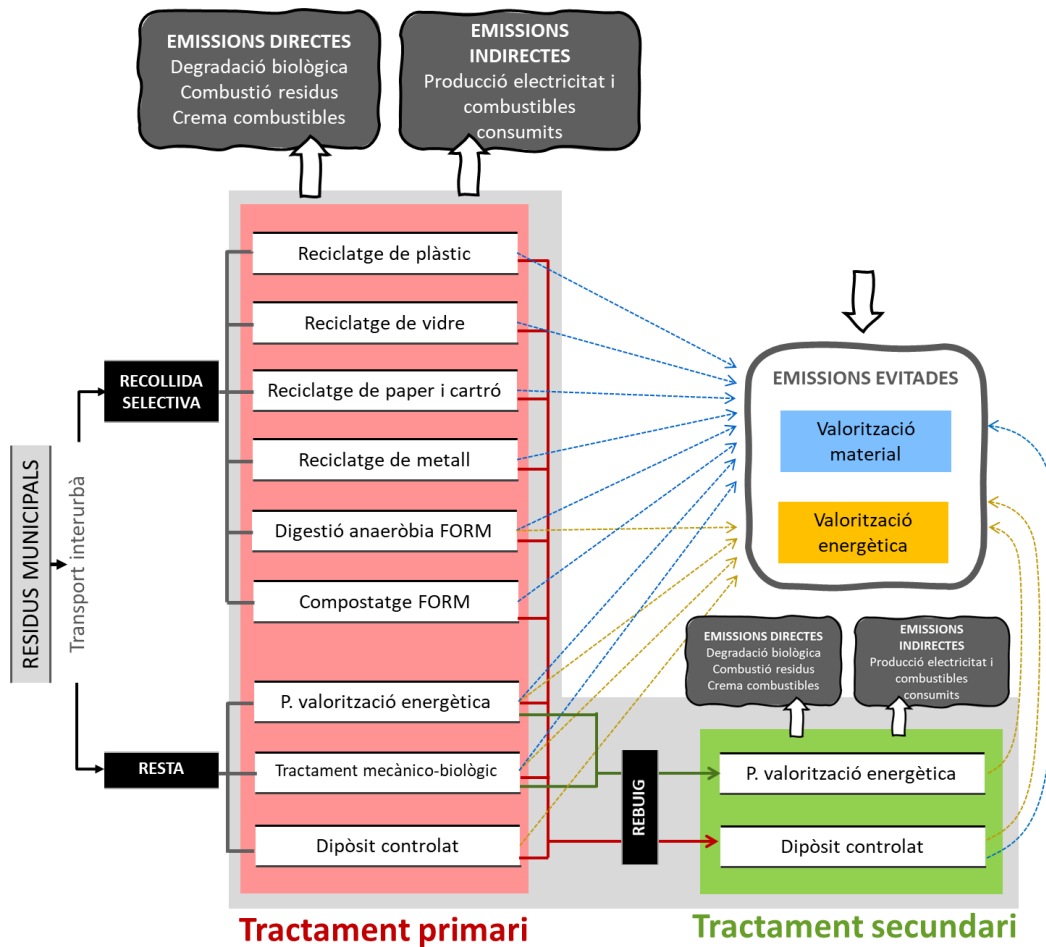 EMISSIONS DIRECTES
Degradació biològica
Combustió residus
Crema combustibles
EMISSIONS
INDIRECTES
Producció electricitat i
combustibles
consumits
RESIDUS MUNICIPALS
Transport interurbà
RECOLLIDA
SELECTIVA
RESTA
Reciclatge de plàstic
Reciclatge de vidre
Reciclatge de paper i cartró
Reciclatge de metall
Digestió anaeròbia FORM
Compostatge FORM
P. valorització energètica
Tractament mecànico-biològic
Dipòsit controlat
EMISSIONS EVITADES
Valorització
material
Valorització
energètica
EMISSIONS DIRECTES
Degradació biològica
Combustió residus
Crema combustibles
EMISSIONS
INDIRECTES
Producció electricitat i
combustibles
consumits
REBUIG
P. valorització energètica
Dipòsit controlat
Tractament primari
Tractament secundari